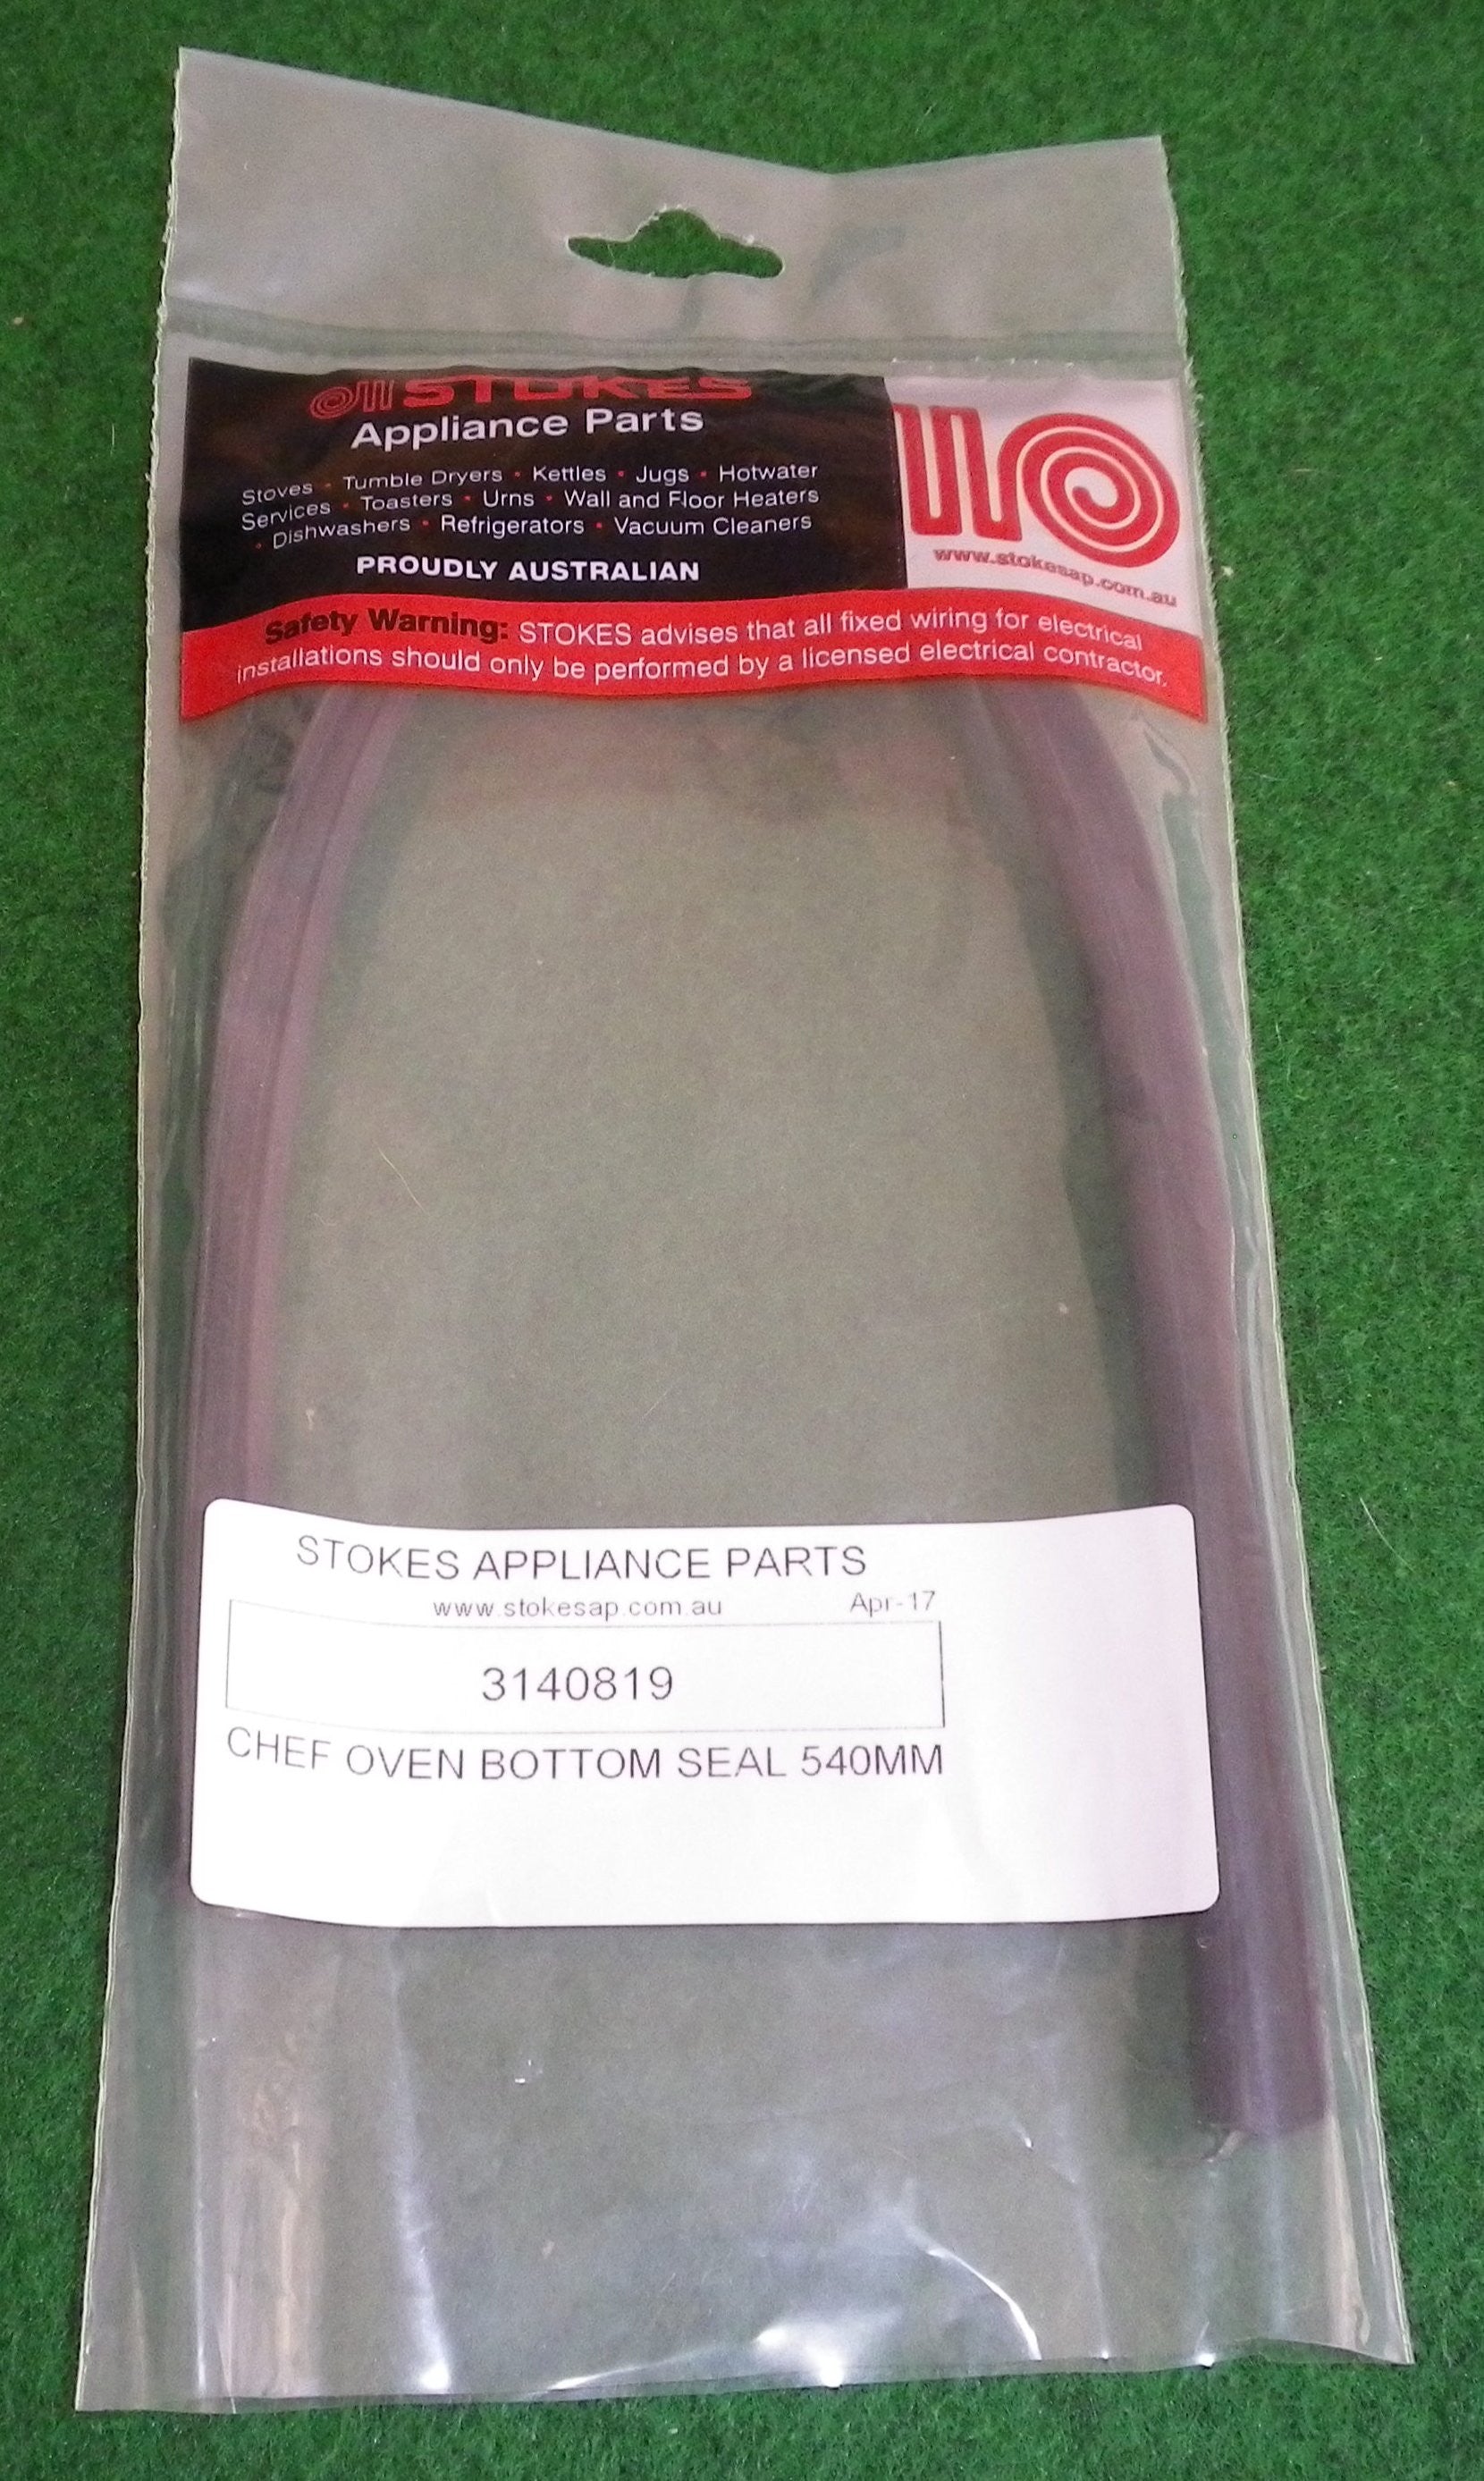 STOKES
Appliance Parts
Stoves • Tumble Dryers • Kettles • Jugs • Hotwater
Services • Toasters • Urns • Wall and Floor Heaters
• Dishwashers • Refrigerators • Vacuum Cleaners
PROUDLY AUSTRALIAN
www.stokesap.com.au
Safety Warning: STOKES advises that all fixed wiring for electrical
installations should only be performed by a licensed electrical contractor.
STOKES APPLIANCE PARTS
www.stokesap.com.au Apr-17
3140819
CHEF OVEN BOTTOM SEAL 540MM